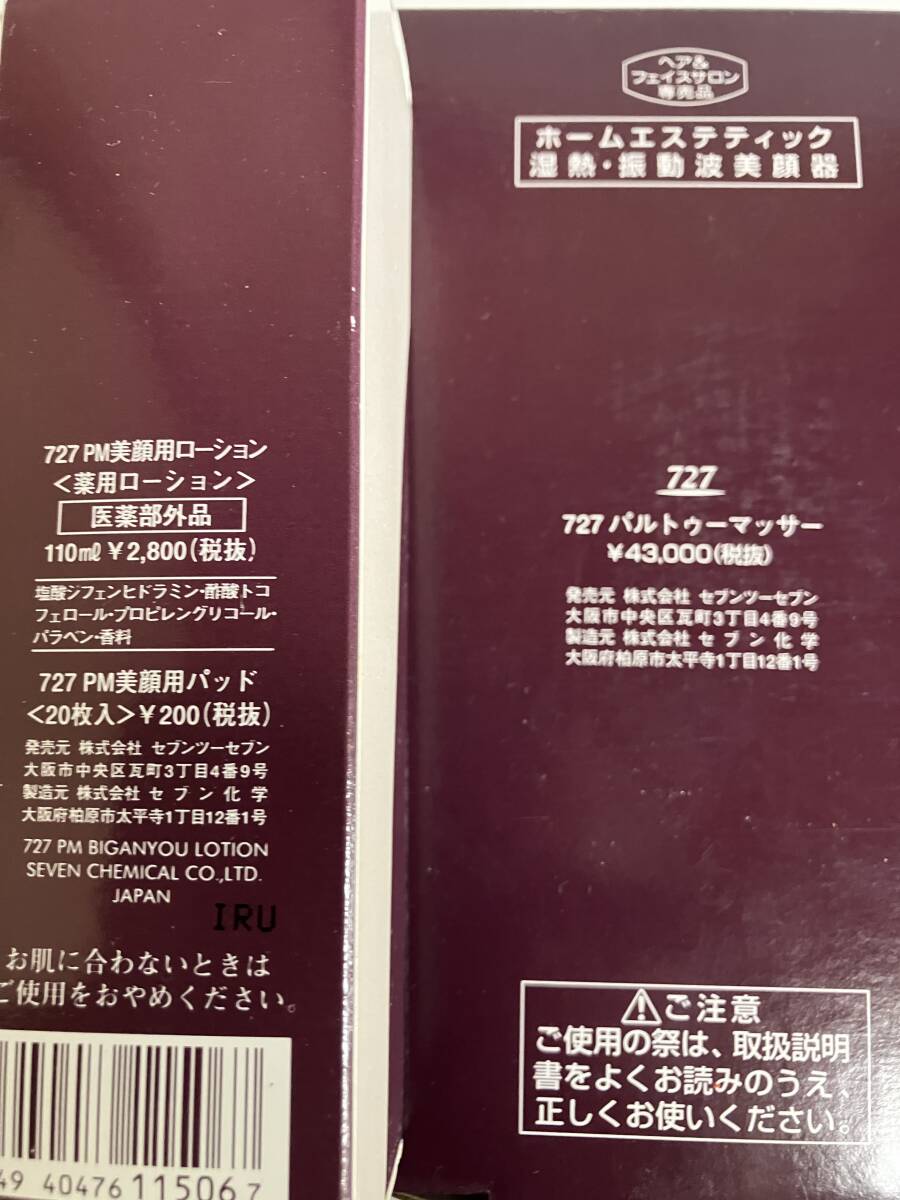 727 PM美顔用ローション
<薬用ローション>
医薬部外品
110ml ¥2,800(税抜)
塩酸ジフェンヒドラミン・酢酸トコ
フェロール・プロピレングリコール・
パラベン・香料
727 PM美顔用パッド
<20枚入>¥200(税抜)
発売元 株式会社 セブンツーセブン
大阪市中央区瓦町3丁目4番9号
製造元 株式会社 セブン化学
大阪府柏原市太平寺1丁目12番1号
727 PM BIGANYOU LOTION
SEVEN CHEMICAL CO.,LTD.
JAPAN
IRU
お肌に合わないときは
ご使用をおやめください。
49 40476 11506 7
ヘア&
フェイスサロン
専売品
ホームエステティック
湿熱・振動波美顔器
727
727 パルトゥーマッサー
¥43,000(税抜)
発売元 株式会社 セブンツーセブン
大阪市中央区瓦町3丁目4番9号
製造元 株式会社 セブン化学
大阪府柏原市太平寺1丁目12番1号
⚠ご注意
ご使用の祭は、取扱説明
書をよくお読みのうえ、
正しくお使いください。